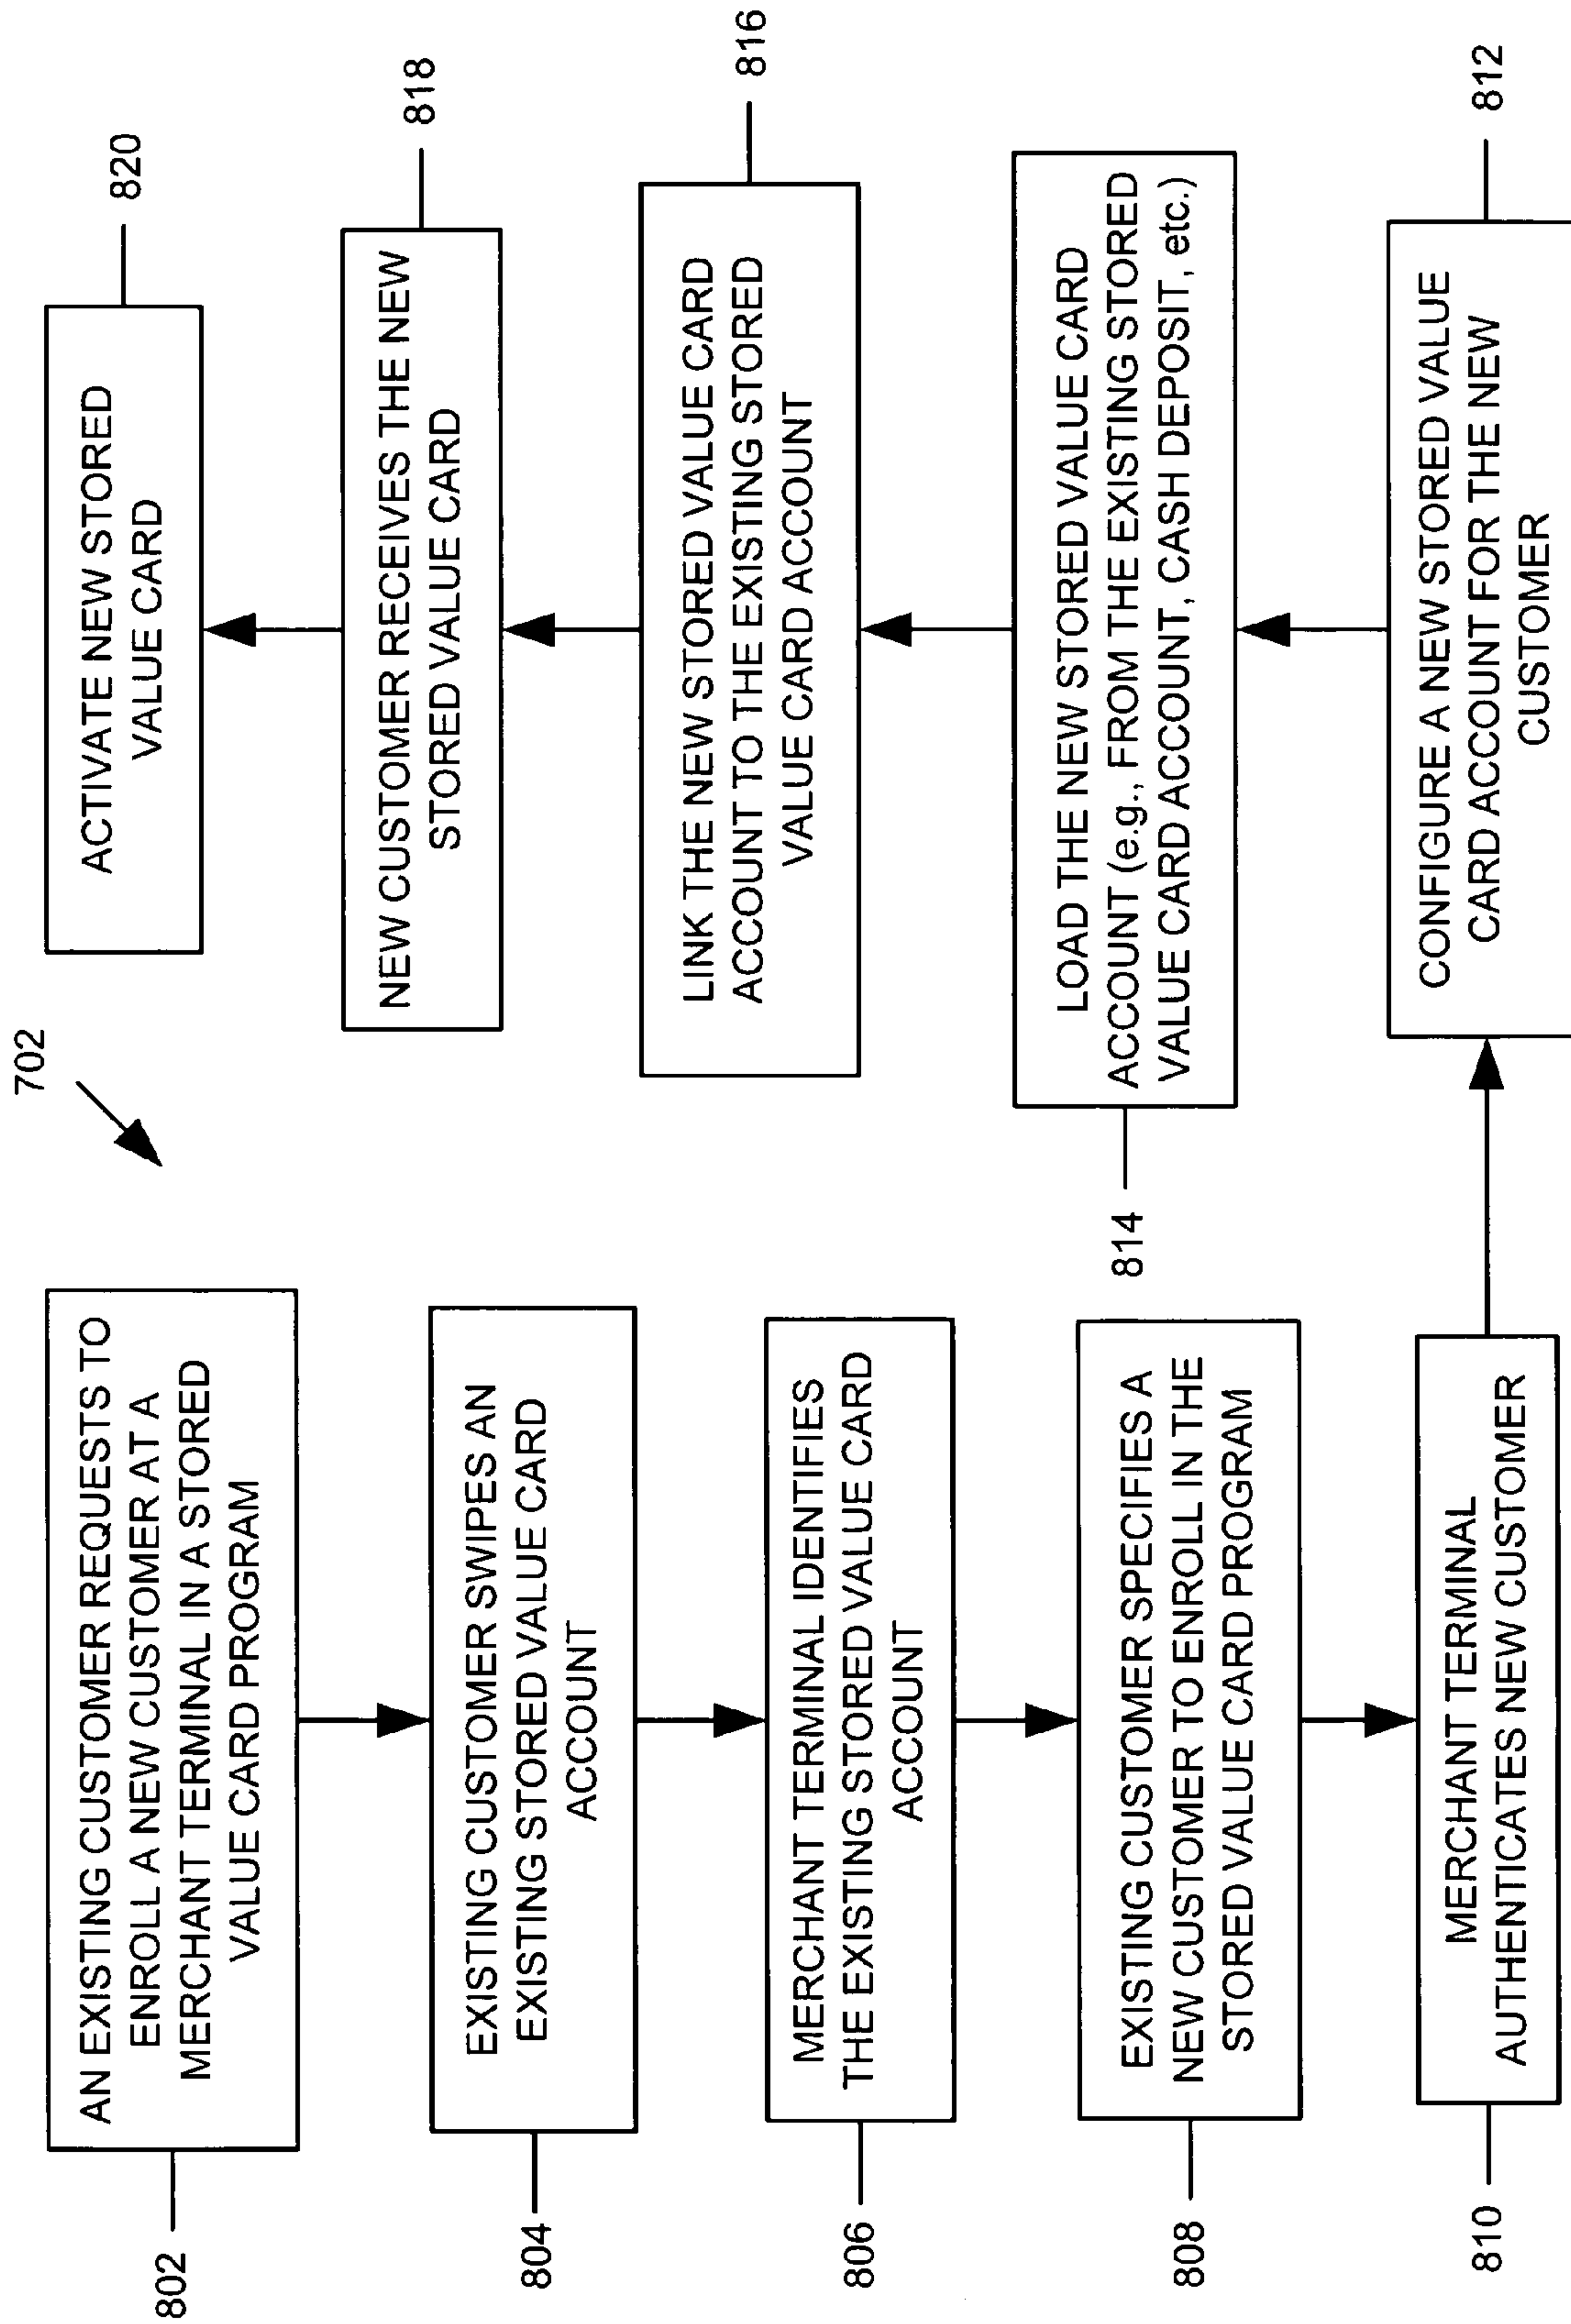 702
802
AN EXISTING CUSTOMER REQUESTS TO
ENROLL A NEW CUSTOMER AT A
MERCHANT TERMINAL IN A STORED
VALUE CARD PROGRAM
804
EXISTING CUSTOMER SWIPES AN
EXISTING STORED VALUE CARD
ACCOUNT
806
MERCHANT TERMINAL IDENTIFIES
THE EXISTING STORED VALUE CARD
ACCOUNT
808
EXISTING CUSTOMER SPECIFIES A
NEW CUSTOMER TO ENROLL IN THE
STORED VALUE CARD PROGRAM
810
MERCHANT TERMINAL
AUTHENTICATES NEW CUSTOMER
812
CONFIGURE A NEW STORED VALUE
CARD ACCOUNT FOR THE NEW
CUSTOMER
814
LOAD THE NEW STORED VALUE CARD
ACCOUNT (e.g., FROM THE EXISTING STORED
VALUE CARD ACCOUNT, CASH DEPOSIT, etc.)
816
LINK THE NEW STORED VALUE CARD
ACCOUNT TO THE EXISTING STORED
VALUE CARD ACCOUNT
818
NEW CUSTOMER RECEIVES THE NEW
STORED VALUE CARD
820
ACTIVATE NEW STORED
VALUE CARD